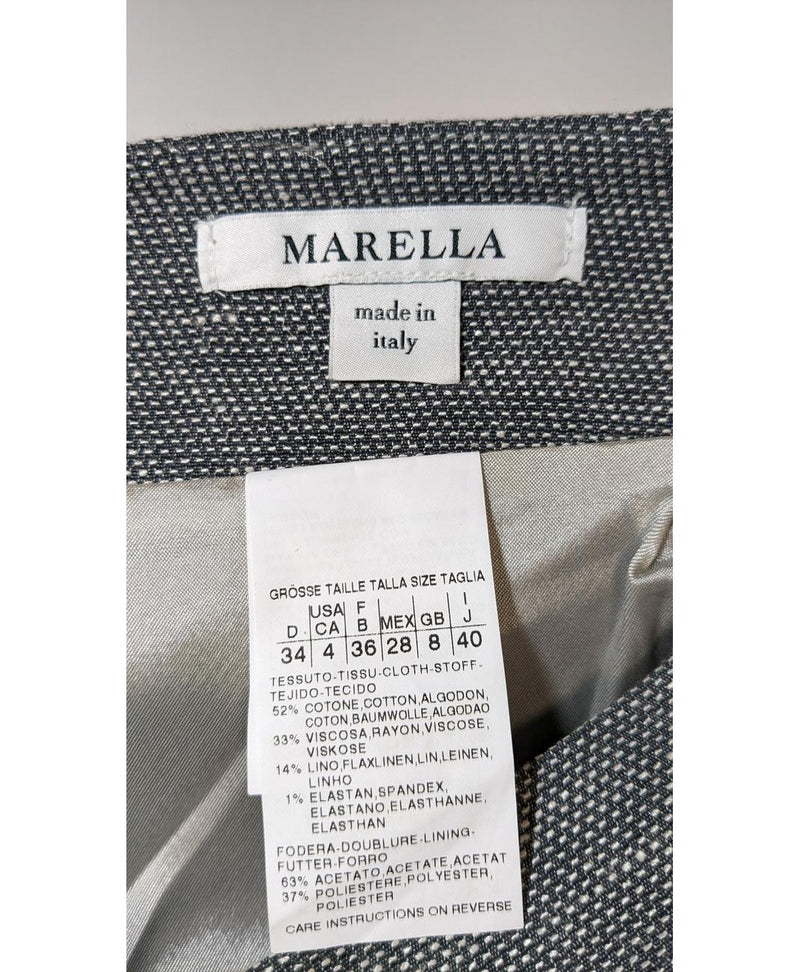 MARELLA
made in
italy
GRÖSSE TAILLE TALLA SIZE TAGLIA
D USA CA F B MEX GB I J
34 4 36 28 8 40
TESSUTO-TISSU-CLOTH-STOFF-
TEJIDO-TECIDO
52% COTONE,COTTON,ALGODON,
COTON,BAUMWOLLE,ALGODAO
33% VISCOSA,RAYON,VISCOSE,
VISKOSE
14% LINO,FLAXLINEN,LIN,LEINEN,
LINHO
1% ELASTAN,SPANDEX,
ELASTANO,ELASTHANNE,
ELASTHAN
FODERA-DOUBLURE-LINING-
FUTTER-FORRO
63% ACETATO,ACETATE,ACETAT
37% POLIESTERE,POLYESTER,
POLIESTER
CARE INSTRUCTIONS ON REVERSE